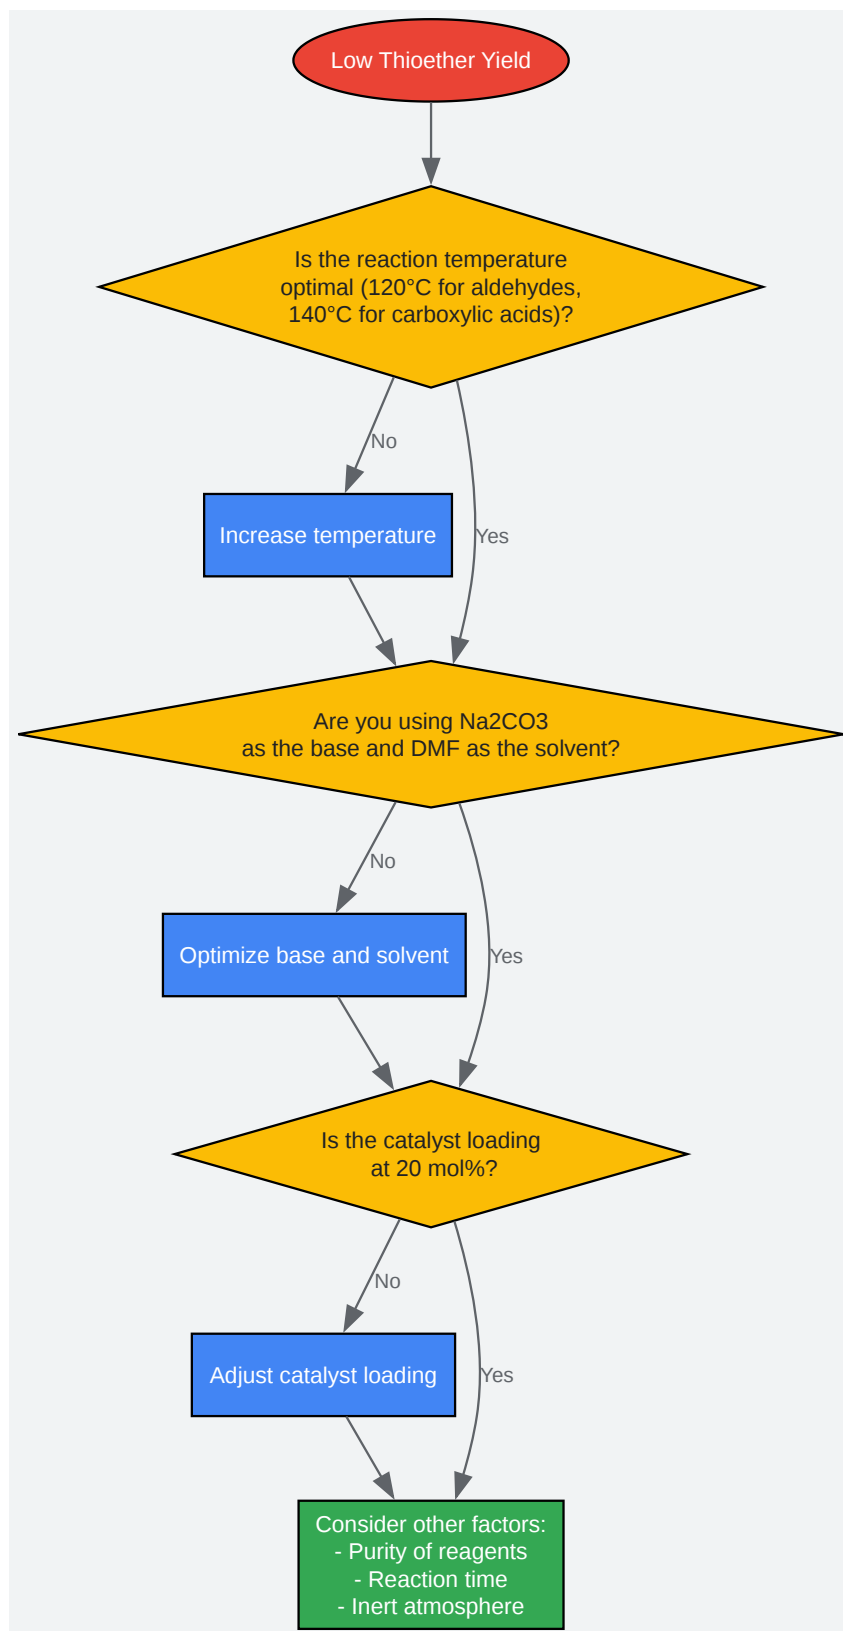 Low Thioether Yield
Is the reaction temperature
optimal (120°C for aldehydes,
140°C for carboxylic acids)?
No
Increase temperature
Yes
Are you using Na2CO3
as the base and DMF as the solvent?
No
Optimize base and solvent
Yes
Is the catalyst loading
at 20 mol%?
No
Adjust catalyst loading
Yes
Consider other factors:
- Purity of reagents
- Reaction time
- Inert atmosphere